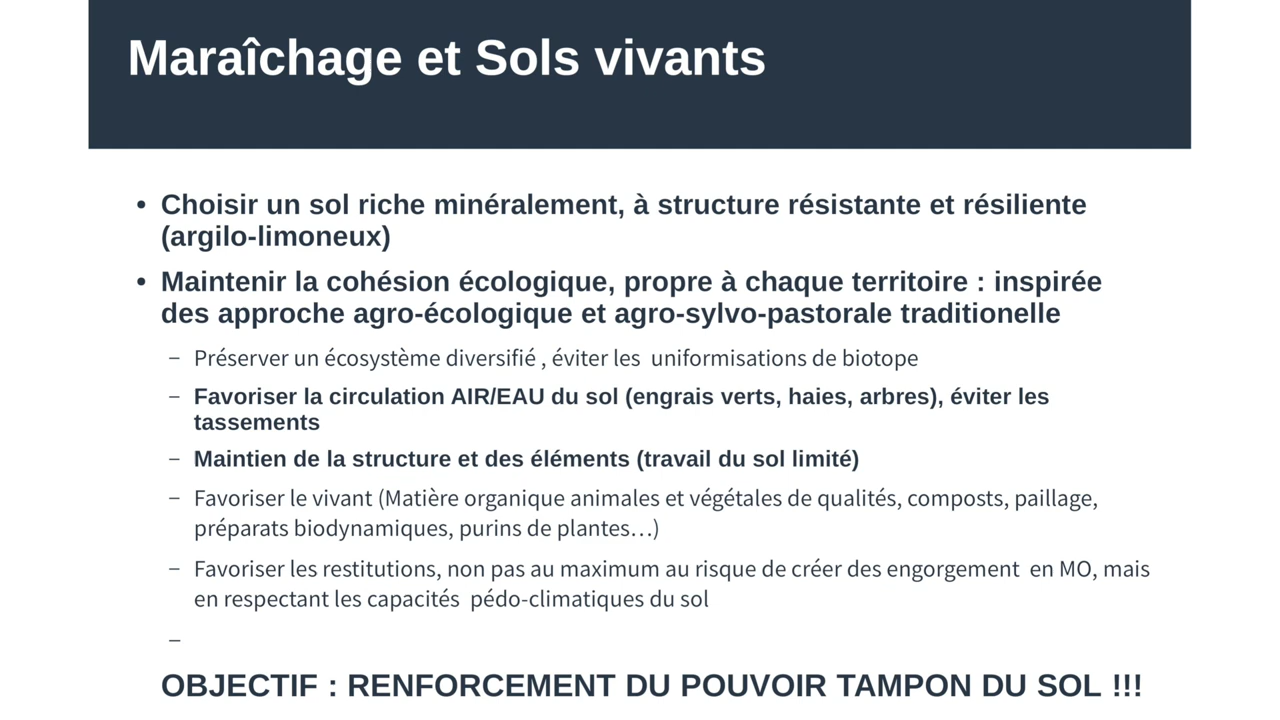 Maraîchage et Sols vivants
• Choisir un sol riche minéralement, à structure résistante et résiliente
(argilo-limoneux)
• Maintenir la cohésion écologique, propre à chaque territoire : inspirée
des approche agro-écologique et agro-sylvo-pastorale traditionelle
– Préserver un écosystème diversifié , éviter les  uniformisations de biotope
– Favoriser la circulation AIR/EAU du sol (engrais verts, haies, arbres), éviter les
tassements
– Maintien de la structure et des éléments (travail du sol limité)
– Favoriser le vivant (Matière organique animales et végétales de qualités, composts, paillage,
préparats biodynamiques, purins de plantes…)
– Favoriser les restitutions, non pas au maximum au risque de créer des engorgement  en MO, mais
en respectant les capacités  pédo-climatiques du sol
–
OBJECTIF : RENFORCEMENT DU POUVOIR TAMPON DU SOL !!!